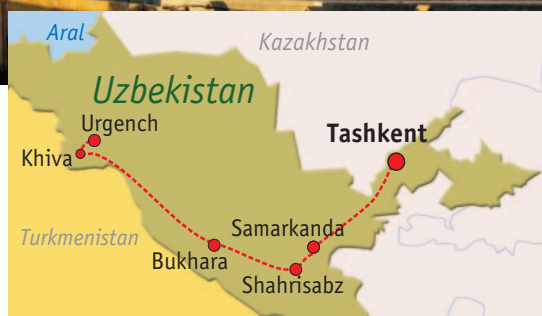 Aral
Kazakhstan
Uzbekistan
Urgench
Tashkent
Khiva
Samarkanda
Turkmenistan
Bukhara
Shahrisabz